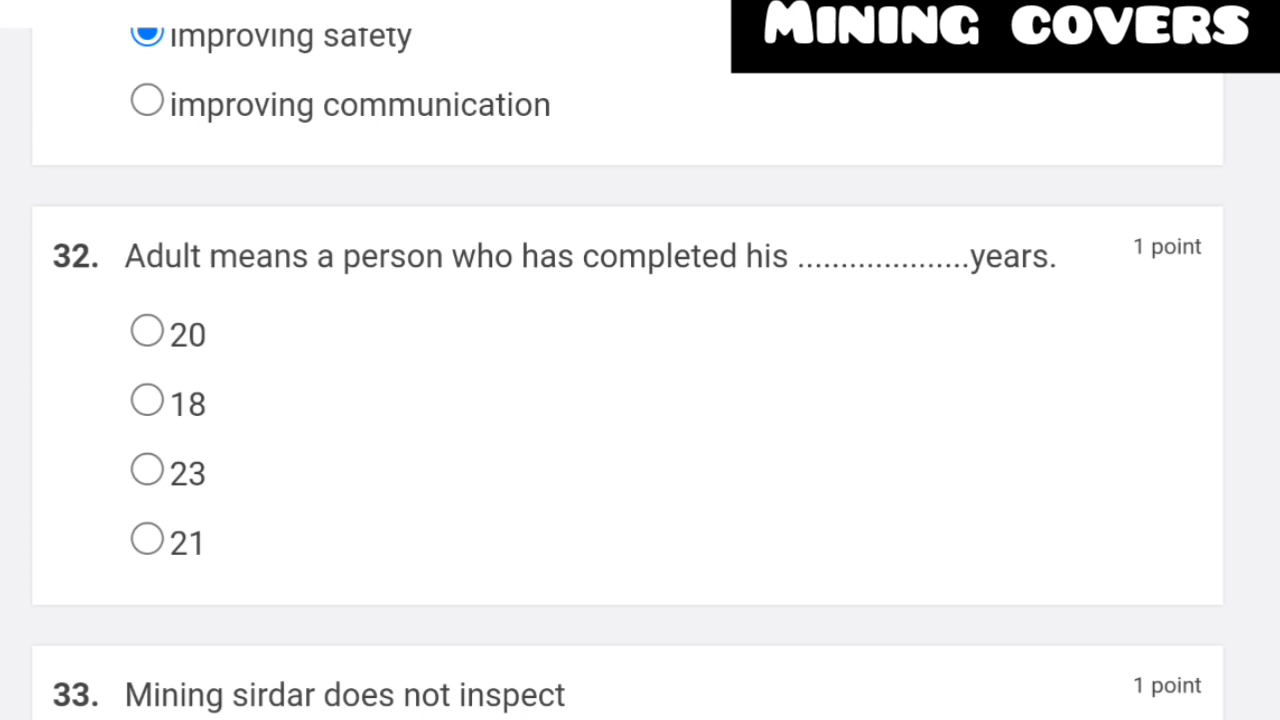 MINING COVERS
improving safety
improving communication
32. Adult means a person who has completed his ....................years. 1 point
20
18
23
21
33. Mining sirdar does not inspect 1 point